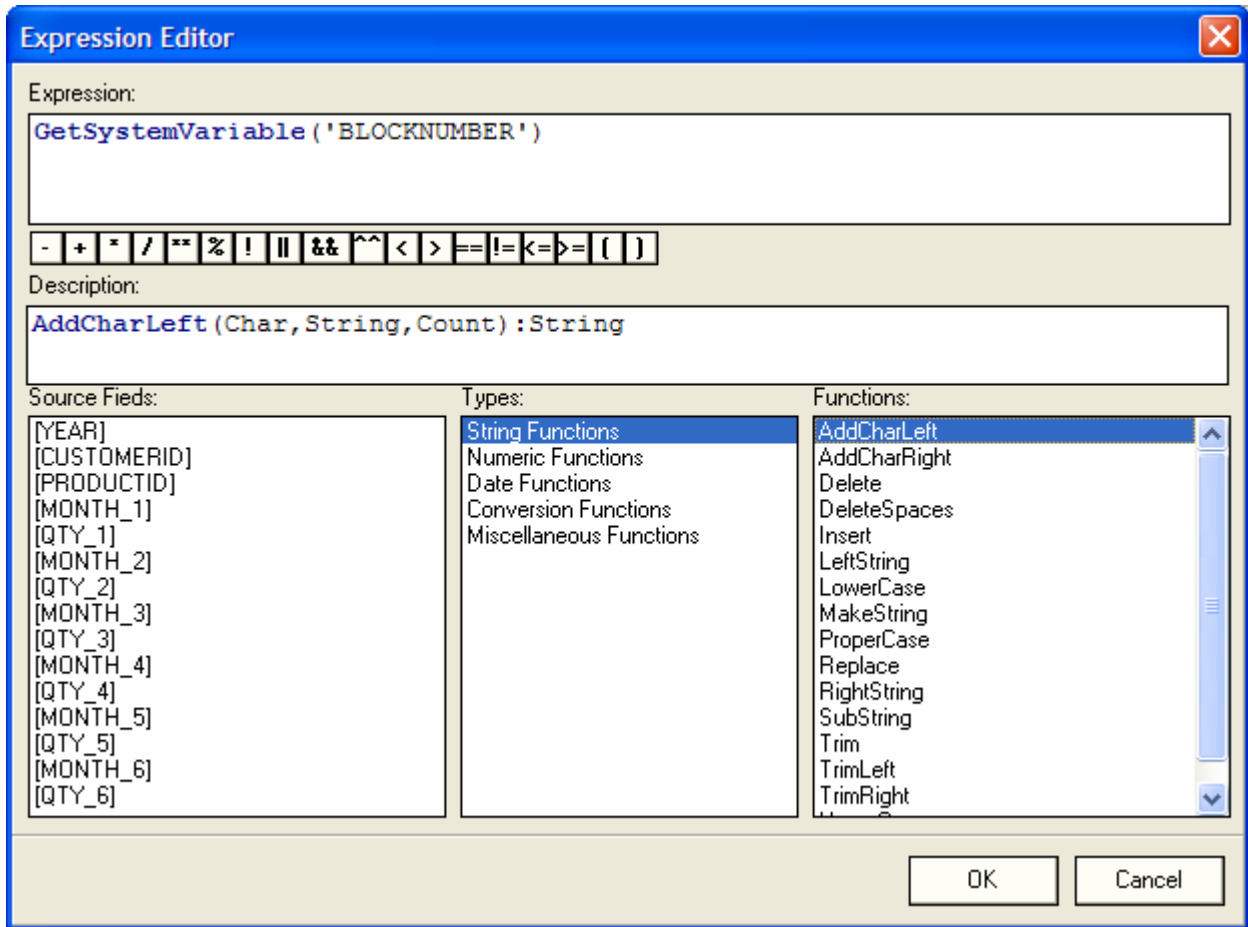 Expression Editor
Expression:
GetSystemVariable('BLOCKNUMBER')
- + * / ** % ! || && ^^ < > == != <= >= ( )
Description:
AddCharLeft(Char,String,Count):String
Source Fieds:
[YEAR]
[CUSTOMERID]
[PRODUCTID]
[MONTH_1]
[QTY_1]
[MONTH_2]
[QTY_2]
[MONTH_3]
[QTY_3]
[MONTH_4]
[QTY_4]
[MONTH_5]
[QTY_5]
[MONTH_6]
[QTY_6]
Types:
String Functions
Numeric Functions
Date Functions
Conversion Functions
Miscellaneous Functions
Functions:
AddCharLeft
AddCharRight
Delete
DeleteSpaces
Insert
LeftString
LowerCase
MakeString
ProperCase
Replace
RightString
SubString
Trim
TrimLeft
TrimRight
OK
Cancel